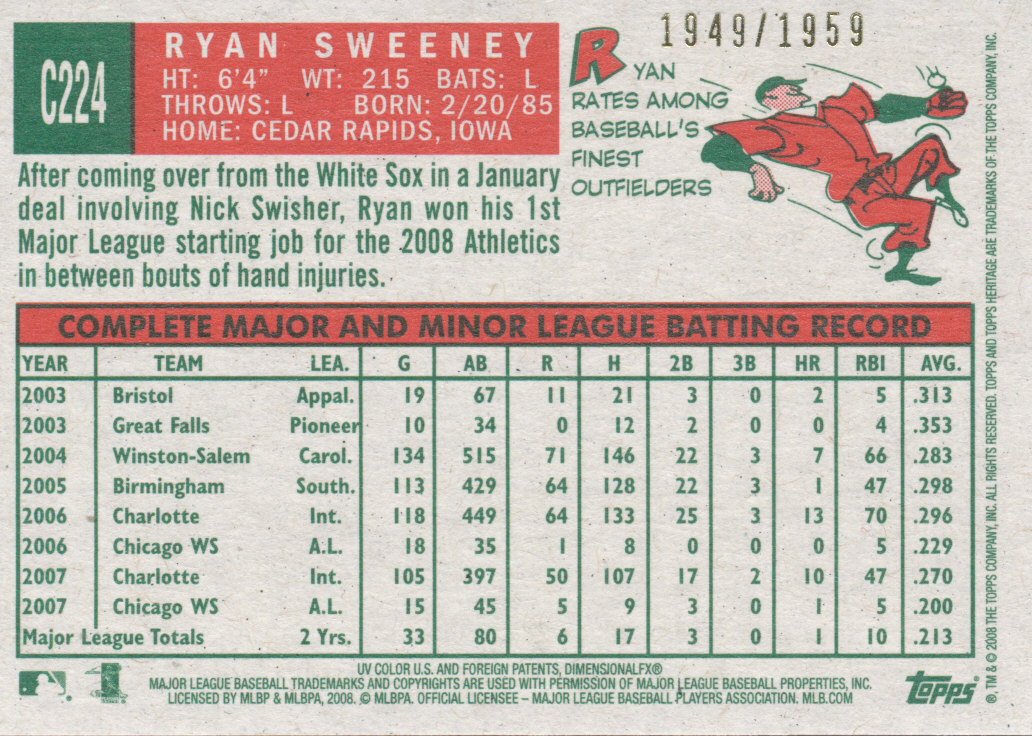 C224
RYAN SWEENEY
HT: 6'4" WT: 215 BATS: L
THROWS: L BORN: 2/20/85
HOME: CEDAR RAPIDS, IOWA
1949/1959
RYAN
RATES AMONG
BASEBALL'S
FINEST
OUTFIELDERS
After coming over from the White Sox in a January
deal involving Nick Swisher, Ryan won his 1st
Major League starting job for the 2008 Athletics
in between bouts of hand injuries.
COMPLETE MAJOR AND MINOR LEAGUE BATTING RECORD
YEAR TEAM LEA. G AB R H 2B 3B HR RBI AVG.
2003 Bristol Appal. 19 67 11 21 3 0 2 5 .313
2003 Great Falls Pioneer 10 34 0 12 2 0 0 4 .353
2004 Winston-Salem Carol. 134 515 71 146 22 3 7 66 .283
2005 Birmingham South. 113 429 64 128 22 3 1 47 .298
2006 Charlotte Int. 118 449 64 133 25 3 13 70 .296
2006 Chicago WS A.L. 18 35 1 8 0 0 0 5 .229
2007 Charlotte Int. 105 397 50 107 17 2 10 47 .270
2007 Chicago WS A.L. 15 45 5 9 3 0 1 5 .200
Major League Totals 2 Yrs. 33 80 6 17 3 0 1 10 .213
UV COLOR U.S. AND FOREIGN PATENTS, DIMENSIONALFX®
MAJOR LEAGUE BASEBALL TRADEMARKS AND COPYRIGHTS ARE USED WITH PERMISSION OF MAJOR LEAGUE BASEBALL PROPERTIES, INC.
LICENSED BY MLBP & MLBPA, 2008. © MLBPA. OFFICIAL LICENSEE – MAJOR LEAGUE BASEBALL PLAYERS ASSOCIATION. MLB.COM
topps®
®, TM & © 2008 THE TOPPS COMPANY, INC. ALL RIGHTS RESERVED. TOPPS AND TOPPS HERITAGE ARE TRADEMARKS OF THE TOPPS COMPANY, INC.